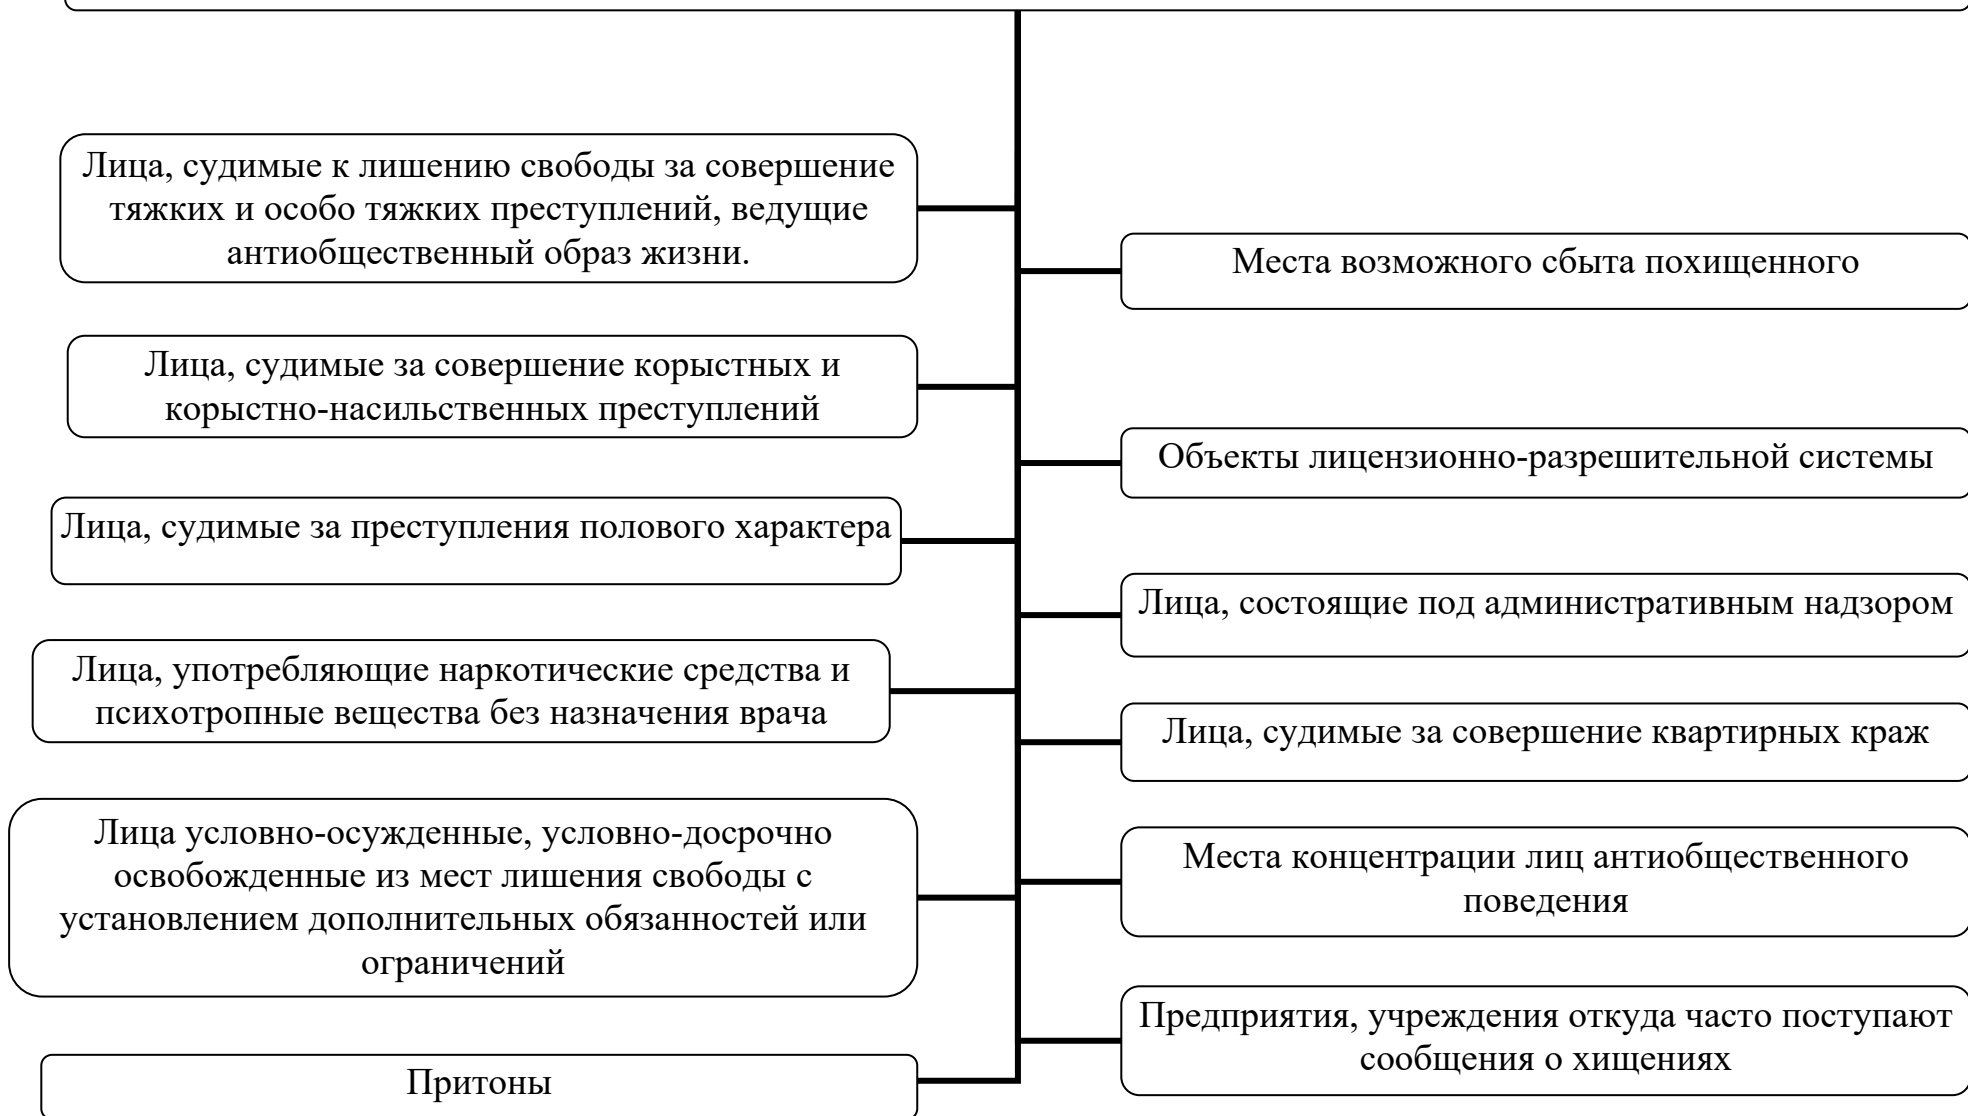 Лица, судимые к лишению свободы за совершение
тяжких и особо тяжких преступлений, ведущие
антиобщественный образ жизни.
Лица, судимые за совершение корыстных и
корыстно-насильственных преступлений
Лица, судимые за преступления полового характера
Лица, употребляющие наркотические средства и
психотропные вещества без назначения врача
Лица условно-осужденные, условно-досрочно
освобожденные из мест лишения свободы с
установлением дополнительных обязанностей или
ограничений
Притоны
Места возможного сбыта похищенного
Объекты лицензионно-разрешительной системы
Лица, состоящие под административным надзором
Лица, судимые за совершение квартирных краж
Места концентрации лиц антиобщественного
поведения
Предприятия, учреждения откуда часто поступают
сообщения о хищениях